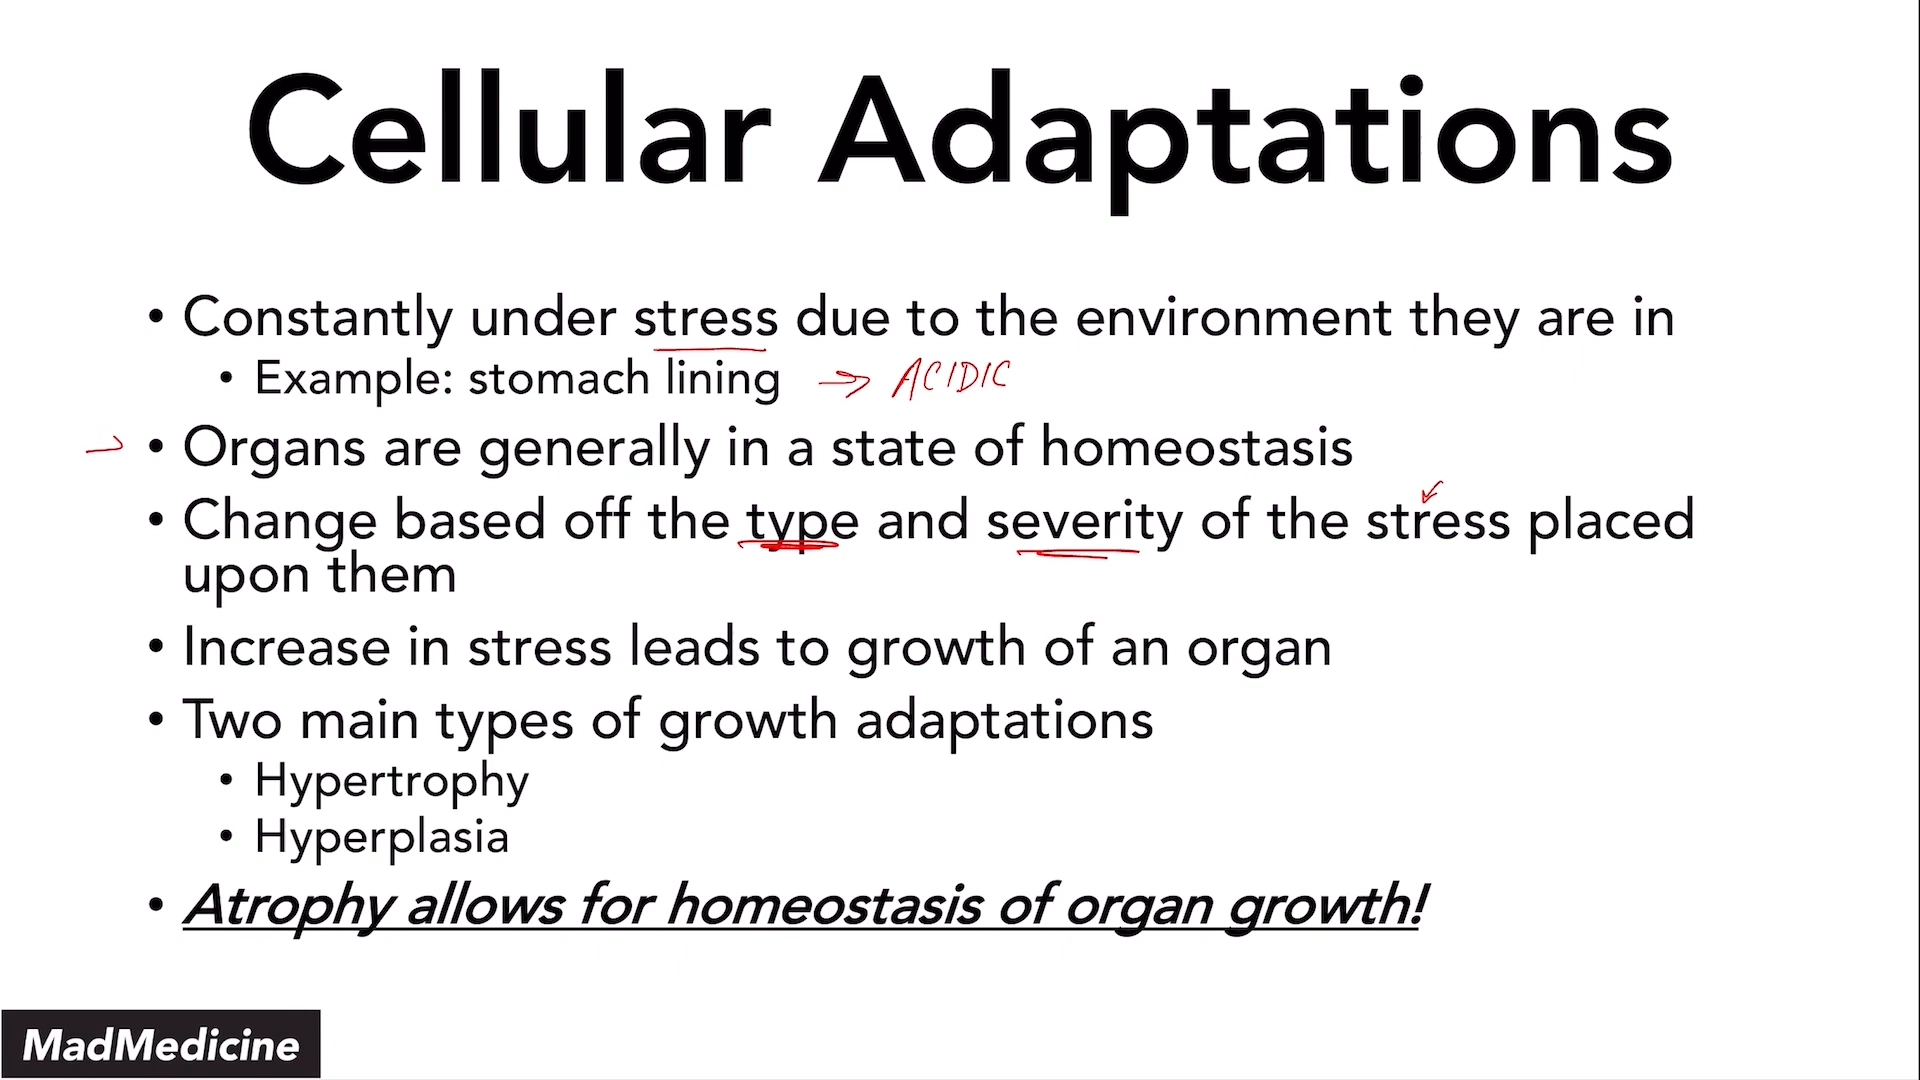 Cellular Adaptations
• Constantly under stress due to the environment they are in
• Example: stomach lining → ACIDIC
→ • Organs are generally in a state of homeostasis
• Change based off the type and severity of the stress placed
upon them
• Increase in stress leads to growth of an organ
• Two main types of growth adaptations
• Hypertrophy
• Hyperplasia
• Atrophy allows for homeostasis of organ growth!
MadMedicine